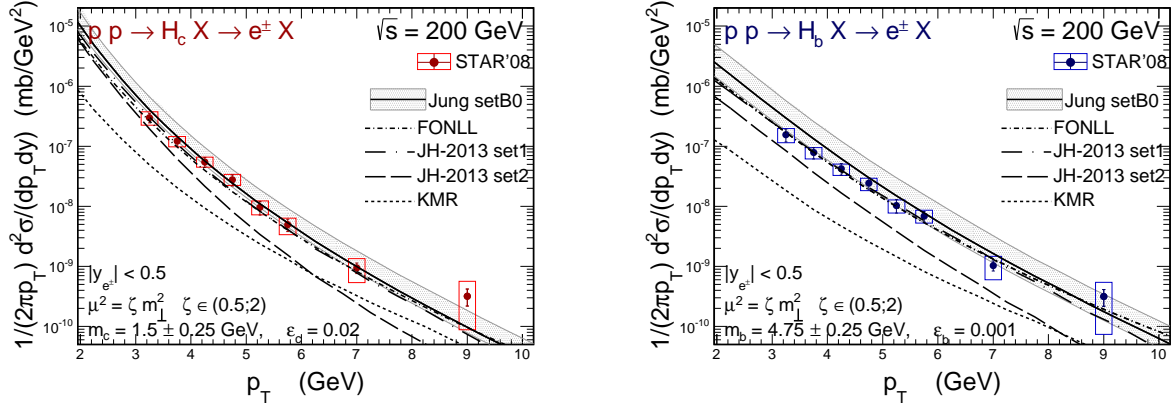 p p → H_c X → e^± X
√s = 200 GeV
STAR'08
Jung setB0
FONLL
JH-2013 set1
JH-2013 set2
KMR
|y_{e^±}| < 0.5
μ² = ζ m²_⊥ ζ ∈ (0.5;2)
m_c = 1.5 ± 0.25 GeV, ε_c = 0.02
10^{-5}
10^{-6}
10^{-7}
10^{-8}
10^{-9}
10^{-10}
2 3 4 5 6 7 8 9 10
p_T (GeV)
1/(2πp_T) d²σ/(dp_T dy) (mb/GeV²)
p p → H_b X → e^± X
√s = 200 GeV
STAR'08
Jung setB0
FONLL
JH-2013 set1
JH-2013 set2
KMR
|y_{e^±}| < 0.5
μ² = ζ m²_⊥ ζ ∈ (0.5;2)
m_b = 4.75 ± 0.25 GeV, ε_b = 0.001
10^{-5}
10^{-6}
10^{-7}
10^{-8}
10^{-9}
10^{-10}
2 3 4 5 6 7 8 9 10
p_T (GeV)
1/(2πp_T) d²σ/(dp_T dy) (mb/GeV²)